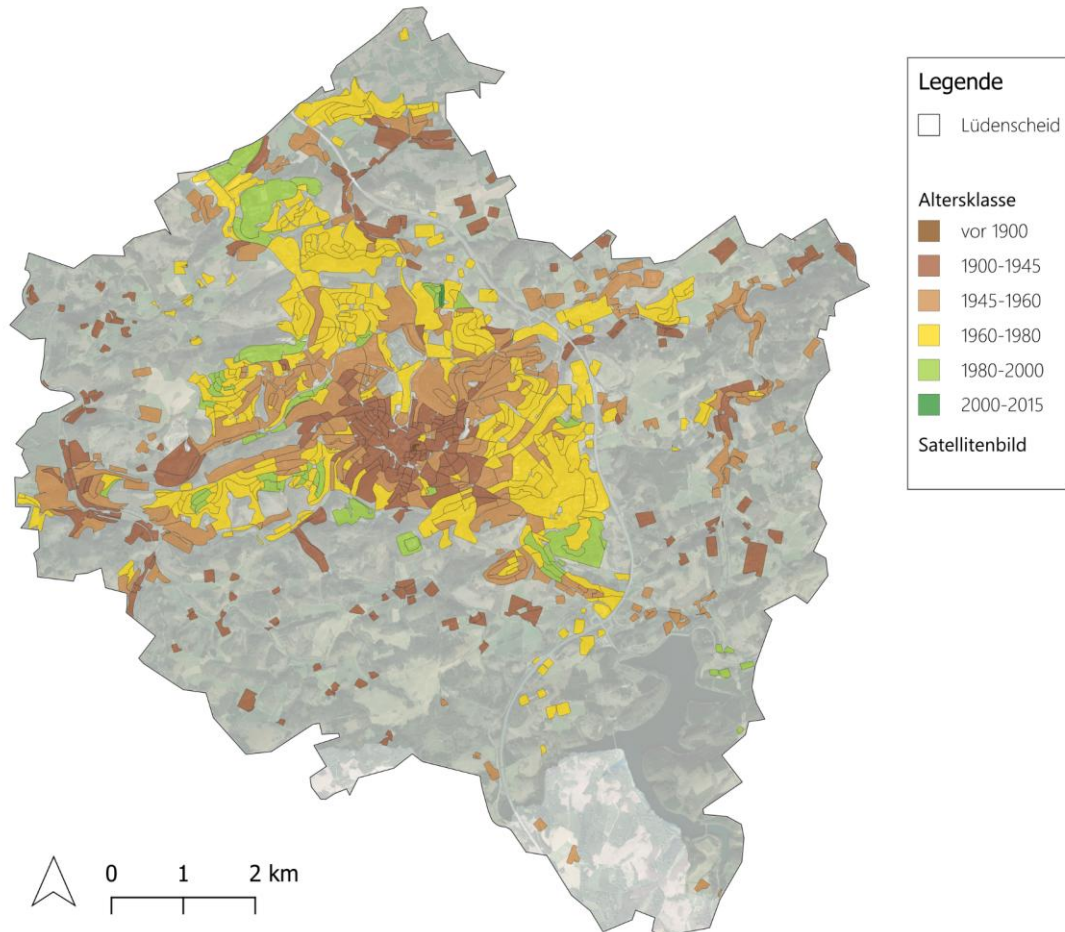 Legende
Lüdenscheid
Altersklasse
vor 1900
1900-1945
1945-1960
1960-1980
1980-2000
2000-2015
Satellitenbild
0 1 2 km